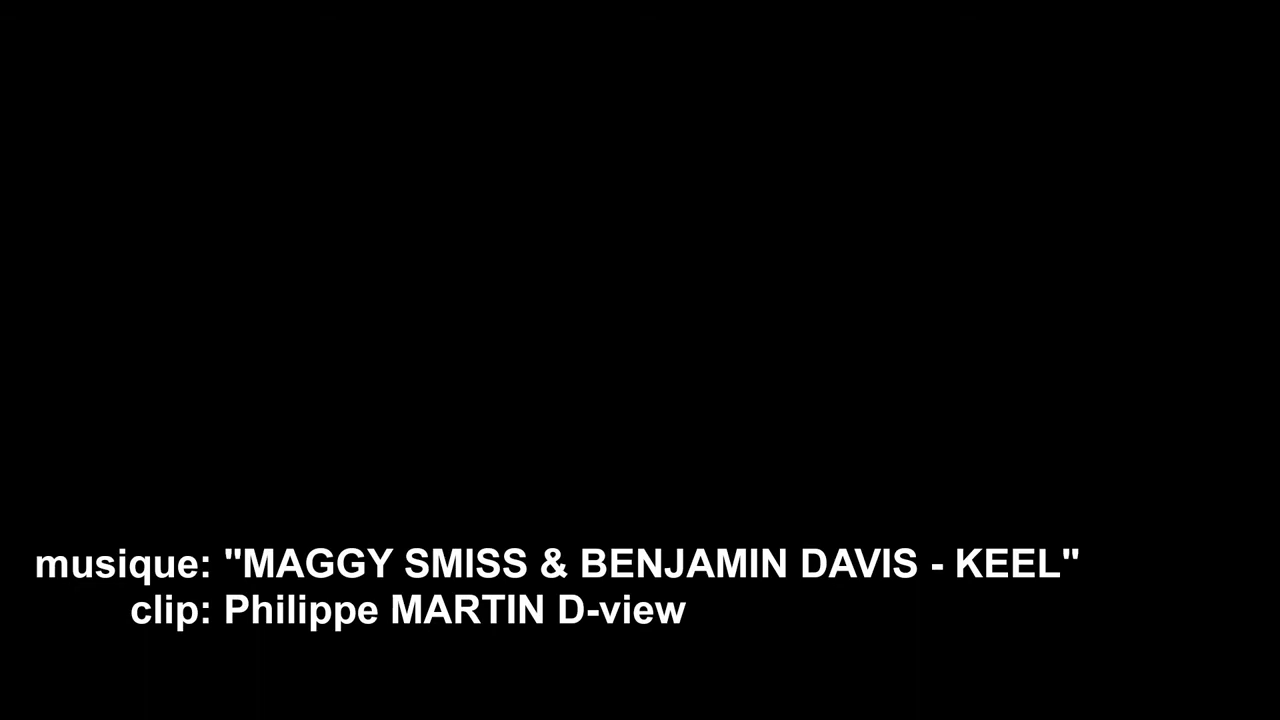 musique: "MAGGY SMISS & BENJAMIN DAVIS - KEEL"
clip: Philippe MARTIN D-view